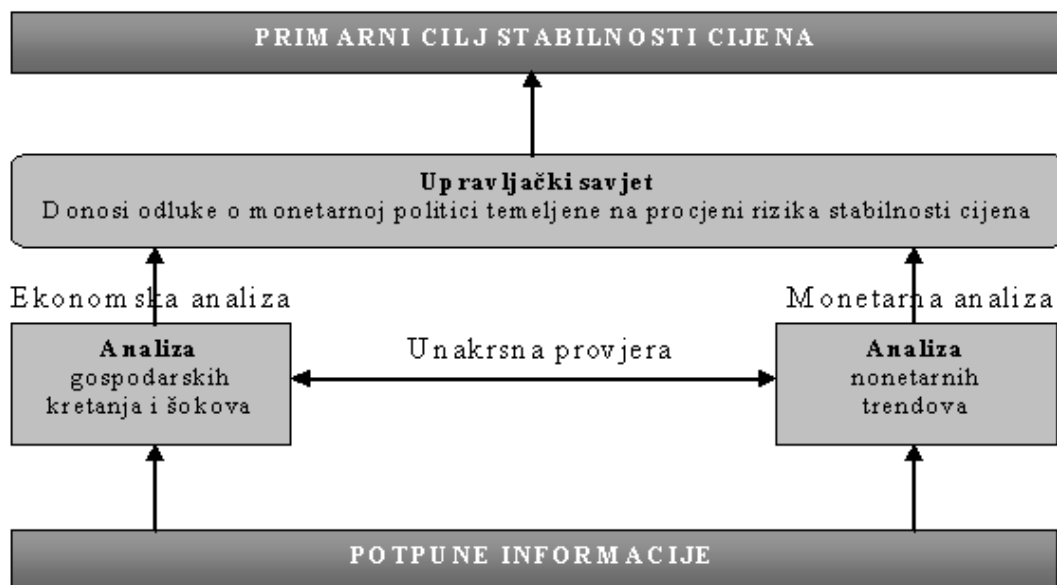 PRIMARNI CILJ STABILNOSTI CIJENA
Upravljački savjet
Donosi odluke o monetarnoj politici temeljene na procjeni rizika stabilnosti cijena
Ekonomska analiza
Monetarna analiza
Analiza
gospodarskih
kretanja i šokova
Unakrsna provjera
Analiza
nonetarnih
trendova
POTPUNE INFORMACIJE